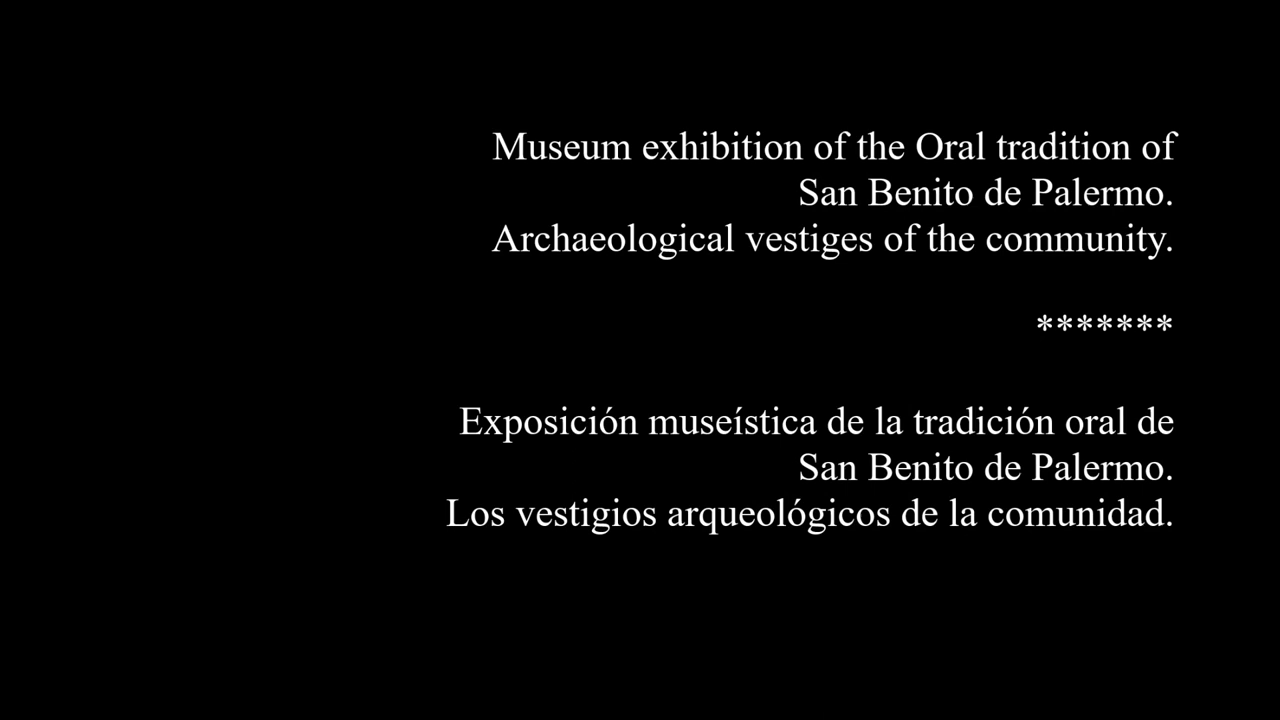 Museum exhibition of the Oral tradition of
San Benito de Palermo.
Archaeological vestiges of the community.
*******
Exposición museística de la tradición oral de
San Benito de Palermo.
Los vestigios arqueológicos de la comunidad.